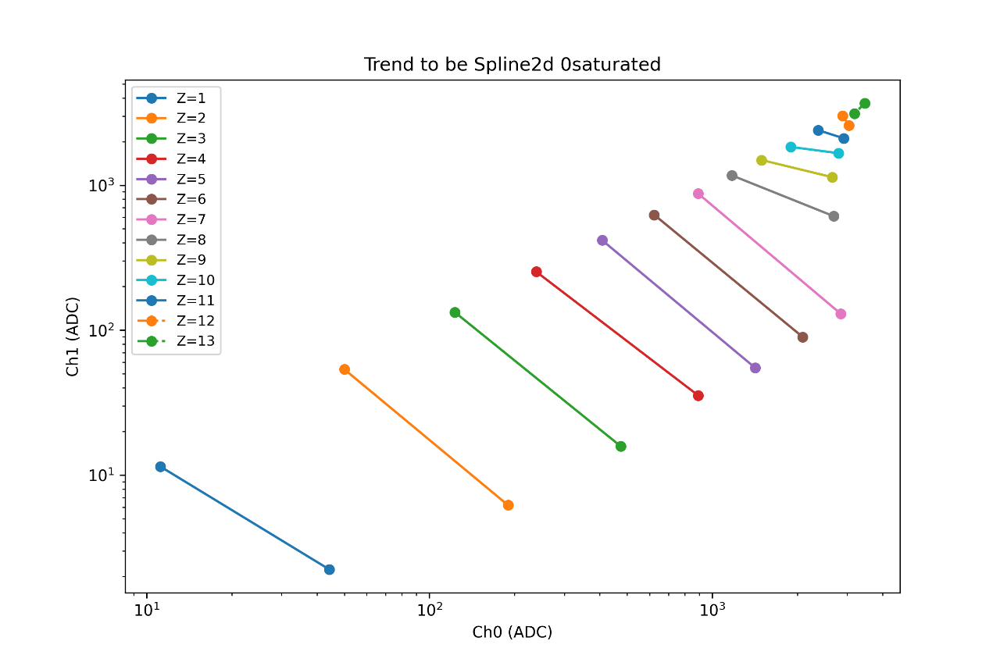 Trend to be Spline2d 0saturated
Z=1
Z=2
Z=3
Z=4
Z=5
Z=6
Z=7
Z=8
Z=9
Z=10
Z=11
Z=12
Z=13
Ch1 (ADC)
10³
10²
10¹
10¹ 10² 10³
Ch0 (ADC)